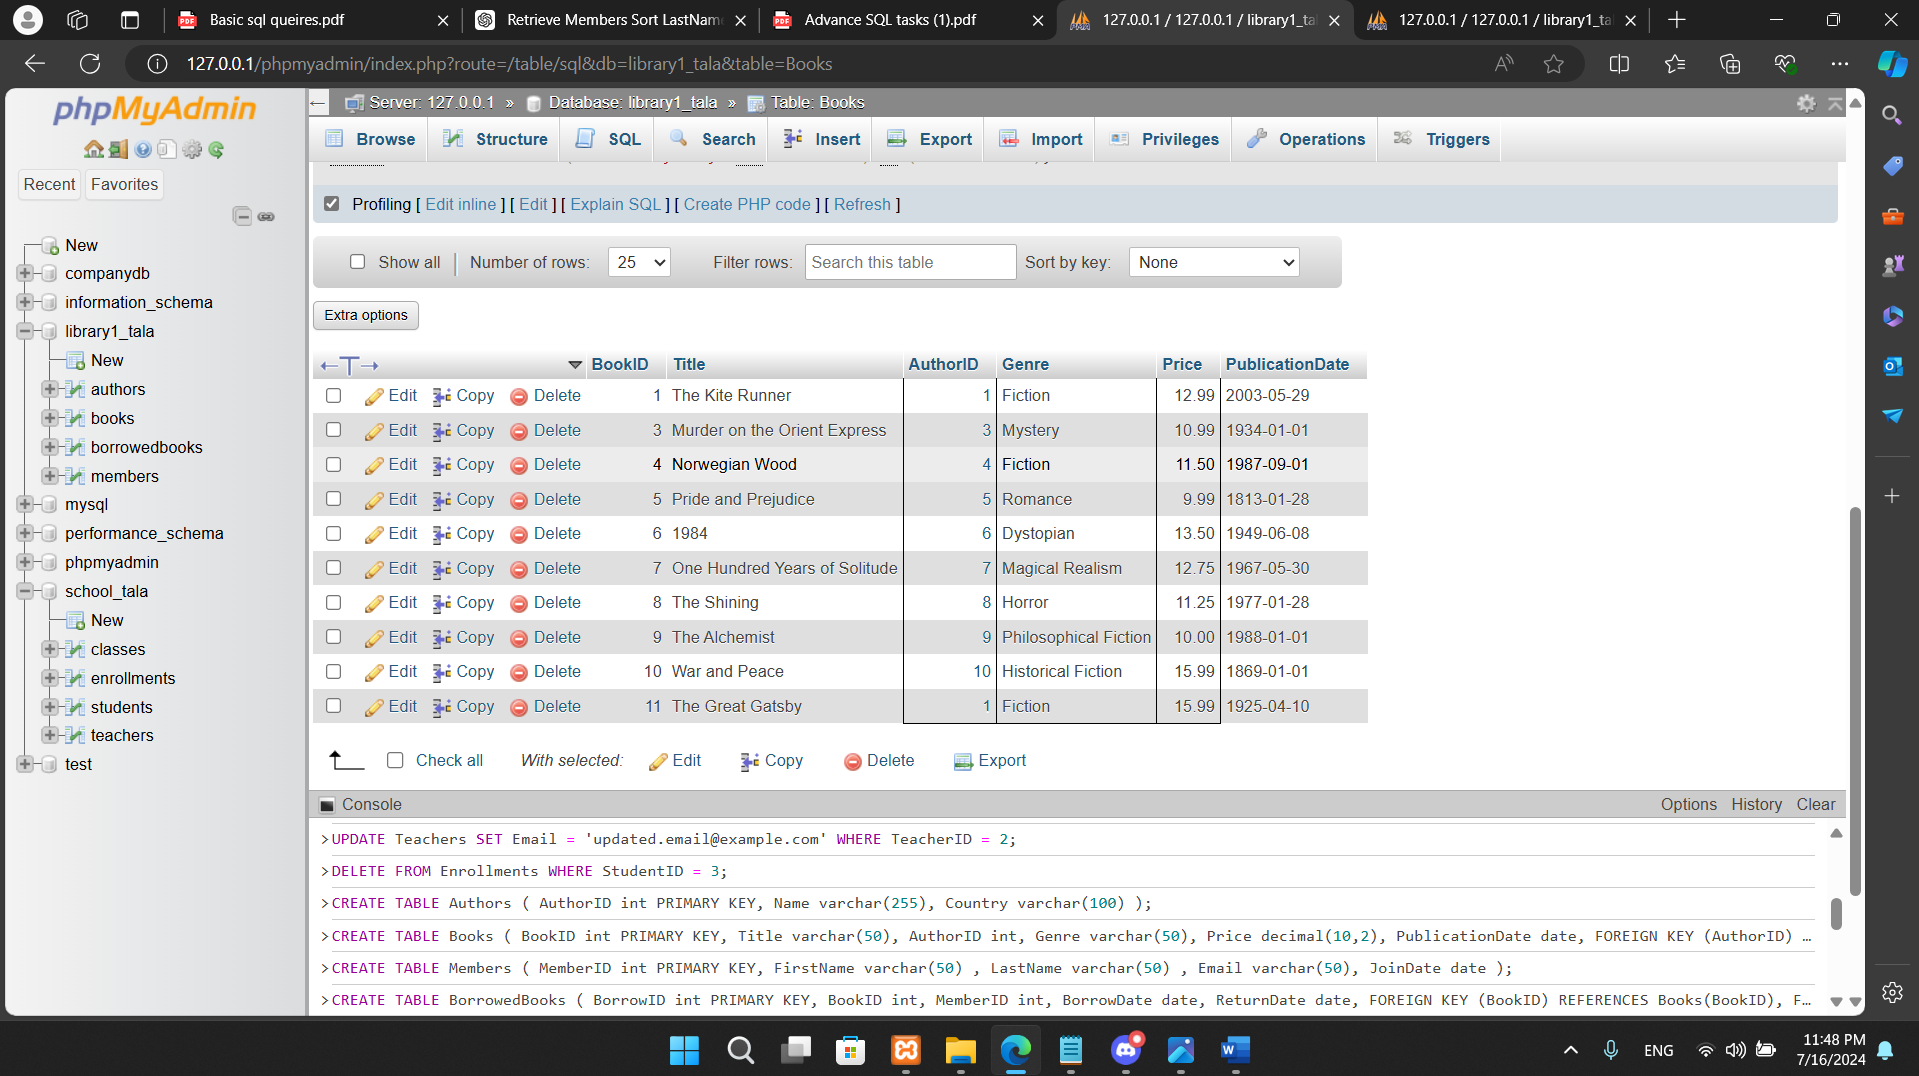 Basic sql queires.pdf
Retrieve Members Sort LastName
Advance SQL tasks (1).pdf
127.0.0.1 / 127.0.0.1 / library1_ta
127.0.0.1 / 127.0.0.1 / library1_ta
127.0.0.1/phpmyadmin/index.php?route=/table/sql&db=library1_tala&table=Books
phpMyAdmin
Recent Favorites
New
companydb
information_schema
library1_tala
New
authors
books
borrowedbooks
members
mysql
performance_schema
phpmyadmin
school_tala
New
classes
enrollments
students
teachers
test
Server: 127.0.0.1 » Database: library1_tala » Table: Books
Browse Structure SQL Search Insert Export Import Privileges Operations Triggers
Profiling [ Edit inline ] [ Edit ] [ Explain SQL ] [ Create PHP code ] [ Refresh ]
Show all Number of rows: 25 Filter rows: Search this table Sort by key: None
Extra options
BookID Title AuthorID Genre Price PublicationDate
Edit Copy Delete 1 The Kite Runner 1 Fiction 12.99 2003-05-29
Edit Copy Delete 3 Murder on the Orient Express 3 Mystery 10.99 1934-01-01
Edit Copy Delete 4 Norwegian Wood 4 Fiction 11.50 1987-09-01
Edit Copy Delete 5 Pride and Prejudice 5 Romance 9.99 1813-01-28
Edit Copy Delete 6 1984 6 Dystopian 13.50 1949-06-08
Edit Copy Delete 7 One Hundred Years of Solitude 7 Magical Realism 12.75 1967-05-30
Edit Copy Delete 8 The Shining 8 Horror 11.25 1977-01-28
Edit Copy Delete 9 The Alchemist 9 Philosophical Fiction 10.00 1988-01-01
Edit Copy Delete 10 War and Peace 10 Historical Fiction 15.99 1869-01-01
Edit Copy Delete 11 The Great Gatsby 1 Fiction 15.99 1925-04-10
Check all With selected: Edit Copy Delete Export
Console Options History Clear
>UPDATE Teachers SET Email = 'updated.email@example.com' WHERE TeacherID = 2;
>DELETE FROM Enrollments WHERE StudentID = 3;
>CREATE TABLE Authors ( AuthorID int PRIMARY KEY, Name varchar(255), Country varchar(100) );
>CREATE TABLE Books ( BookID int PRIMARY KEY, Title varchar(50), AuthorID int, Genre varchar(50), Price decimal(10,2), PublicationDate date, FOREIGN KEY (AuthorID) …
>CREATE TABLE Members ( MemberID int PRIMARY KEY, FirstName varchar(50) , LastName varchar(50) , Email varchar(50), JoinDate date );
>CREATE TABLE BorrowedBooks ( BorrowID int PRIMARY KEY, BookID int, MemberID int, BorrowDate date, ReturnDate date, FOREIGN KEY (BookID) REFERENCES Books(BookID), F…
ENG
11:48 PM
7/16/2024